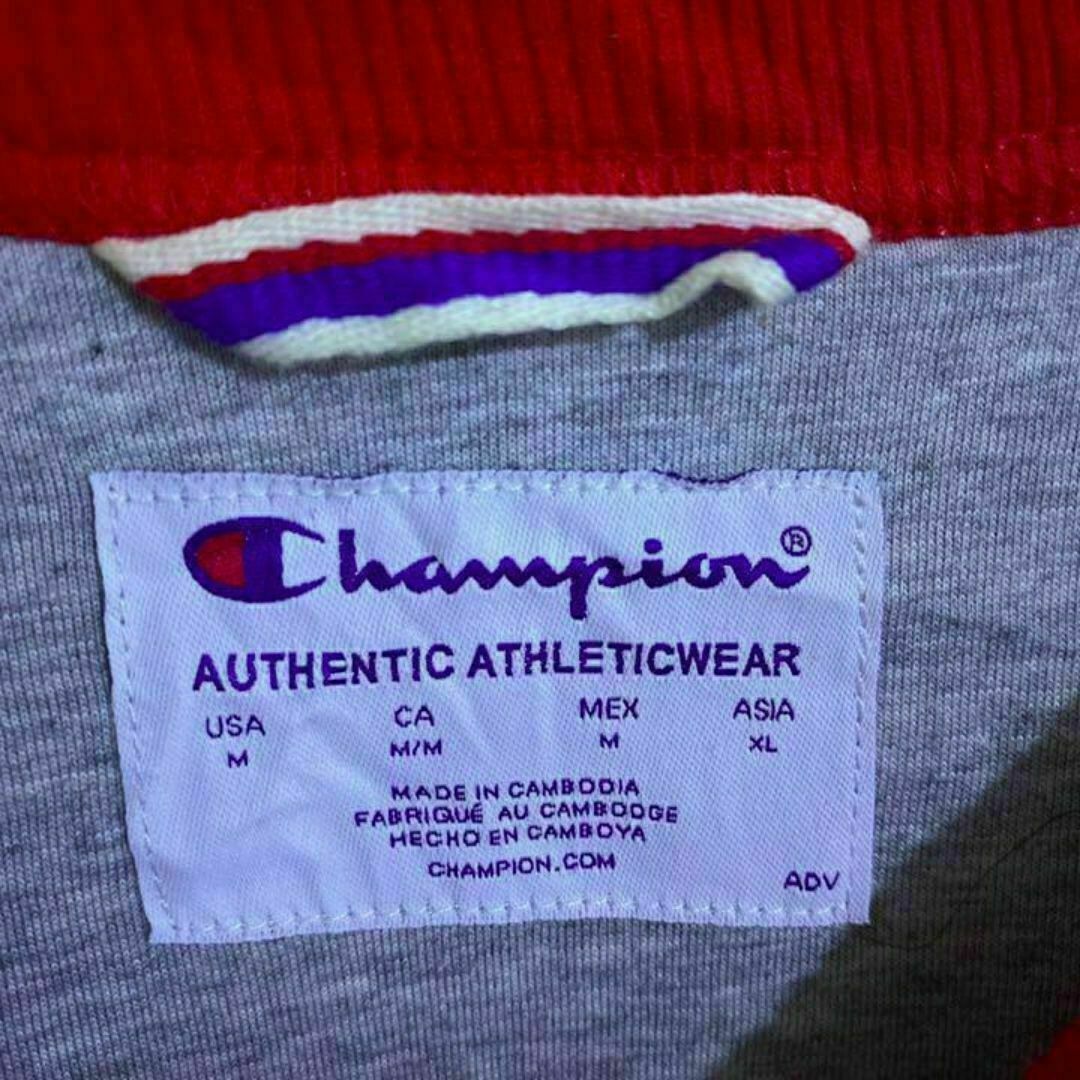 Champion®
AUTHENTIC ATHLETICWEAR
USA CA MEX ASIA
M M/M M XL
MADE IN CAMBODIA
FABRIQUÉ AU CAMBODGE
HECHO EN CAMBOYA
CHAMPION.COM
ADV